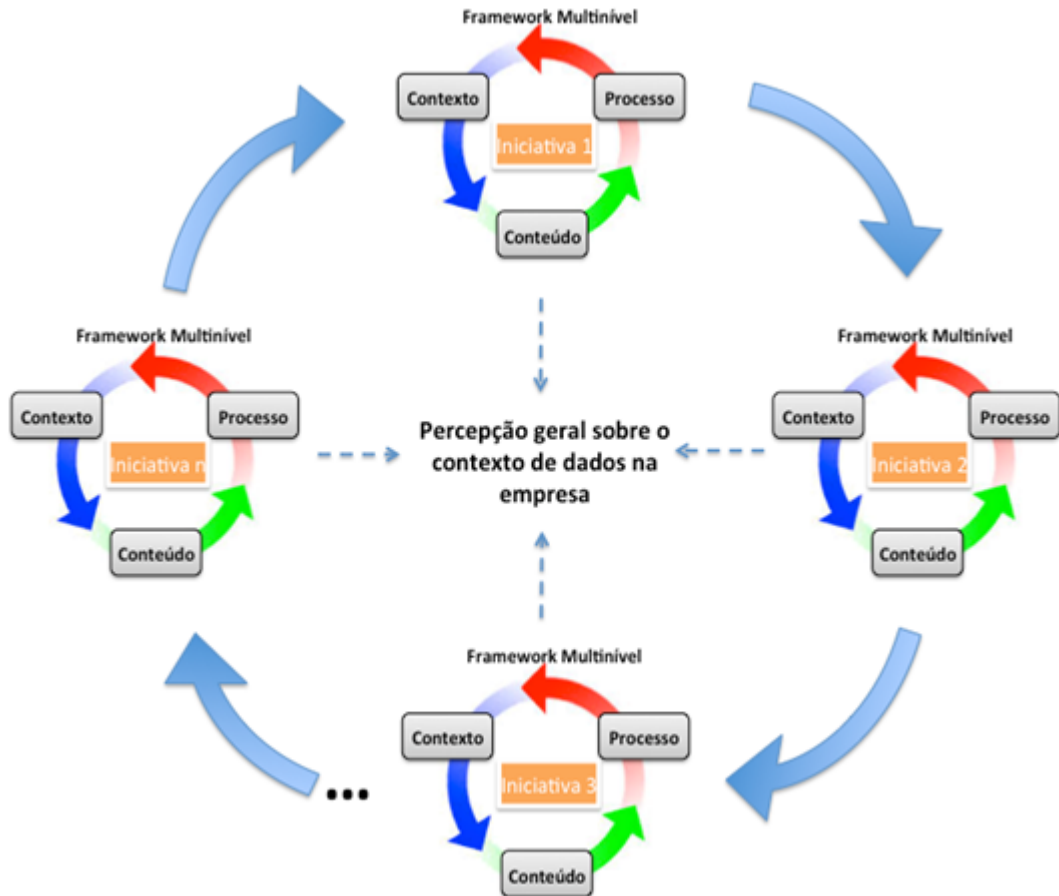 Framework Multinível
Contexto
Processo
Iniciativa 1
Conteúdo
Framework Multinível
Contexto
Processo
Iniciativa n
Conteúdo
Percepção geral sobre o
contexto de dados na
empresa
Framework Multinível
Contexto
Processo
Iniciativa 2
Conteúdo
Framework Multinível
Contexto
Processo
Iniciativa 3
Conteúdo
...